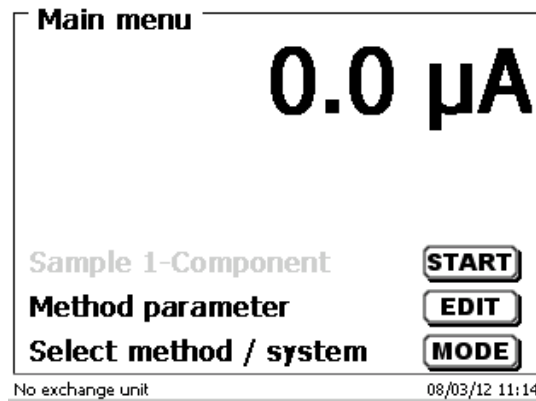 Main menu
0.0 µA
Sample 1-Component START
Method parameter EDIT
Select method / system MODE
No exchange unit 08/03/12 11:14